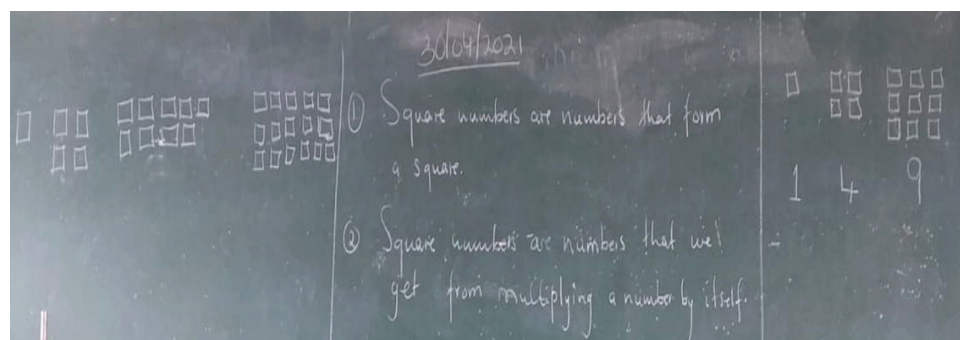 30/04/2021
① Square numbers are numbers that form
a square.
② Square numbers are numbers that we
get from multiplying a number by itself.
1 4 9